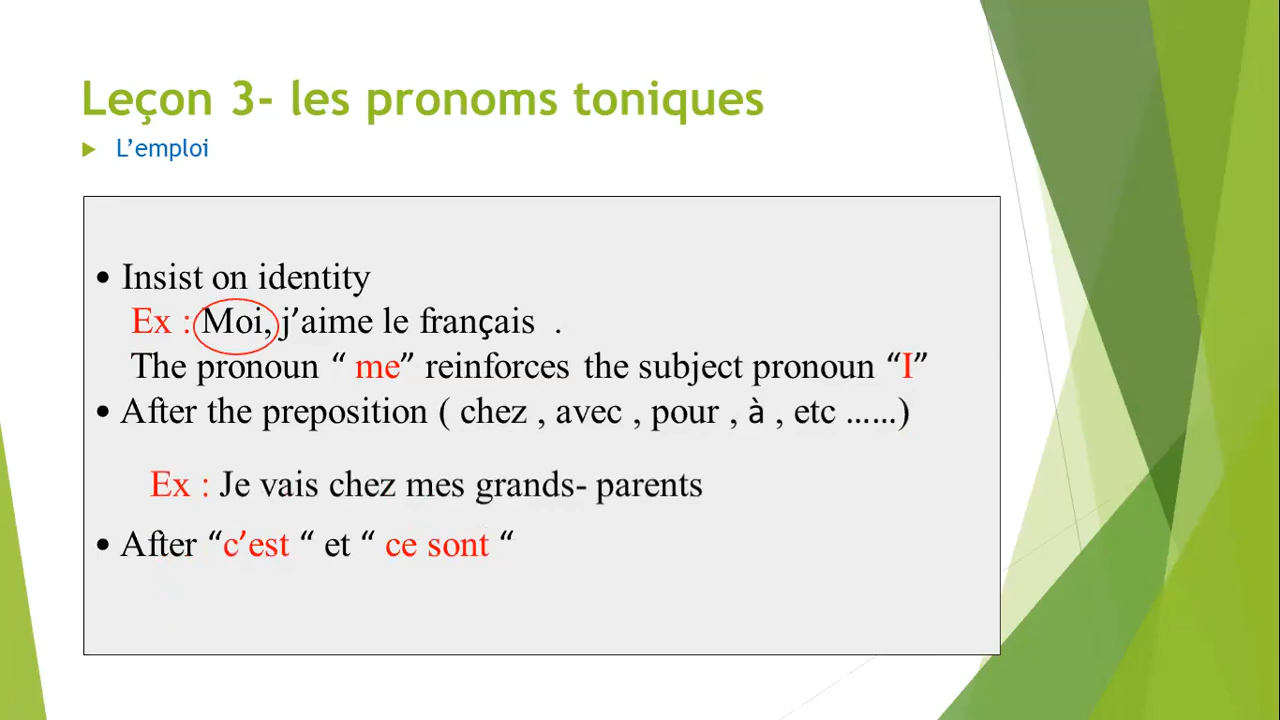 Leçon 3- les pronoms toniques
L’emploi
• Insist on identity
Ex : Moi, j’aime le français .
The pronoun “ me” reinforces the subject pronoun “I”
• After the preposition ( chez , avec , pour , à , etc ……)
Ex : Je vais chez mes grands- parents
• After “c’est “ et “ ce sont “